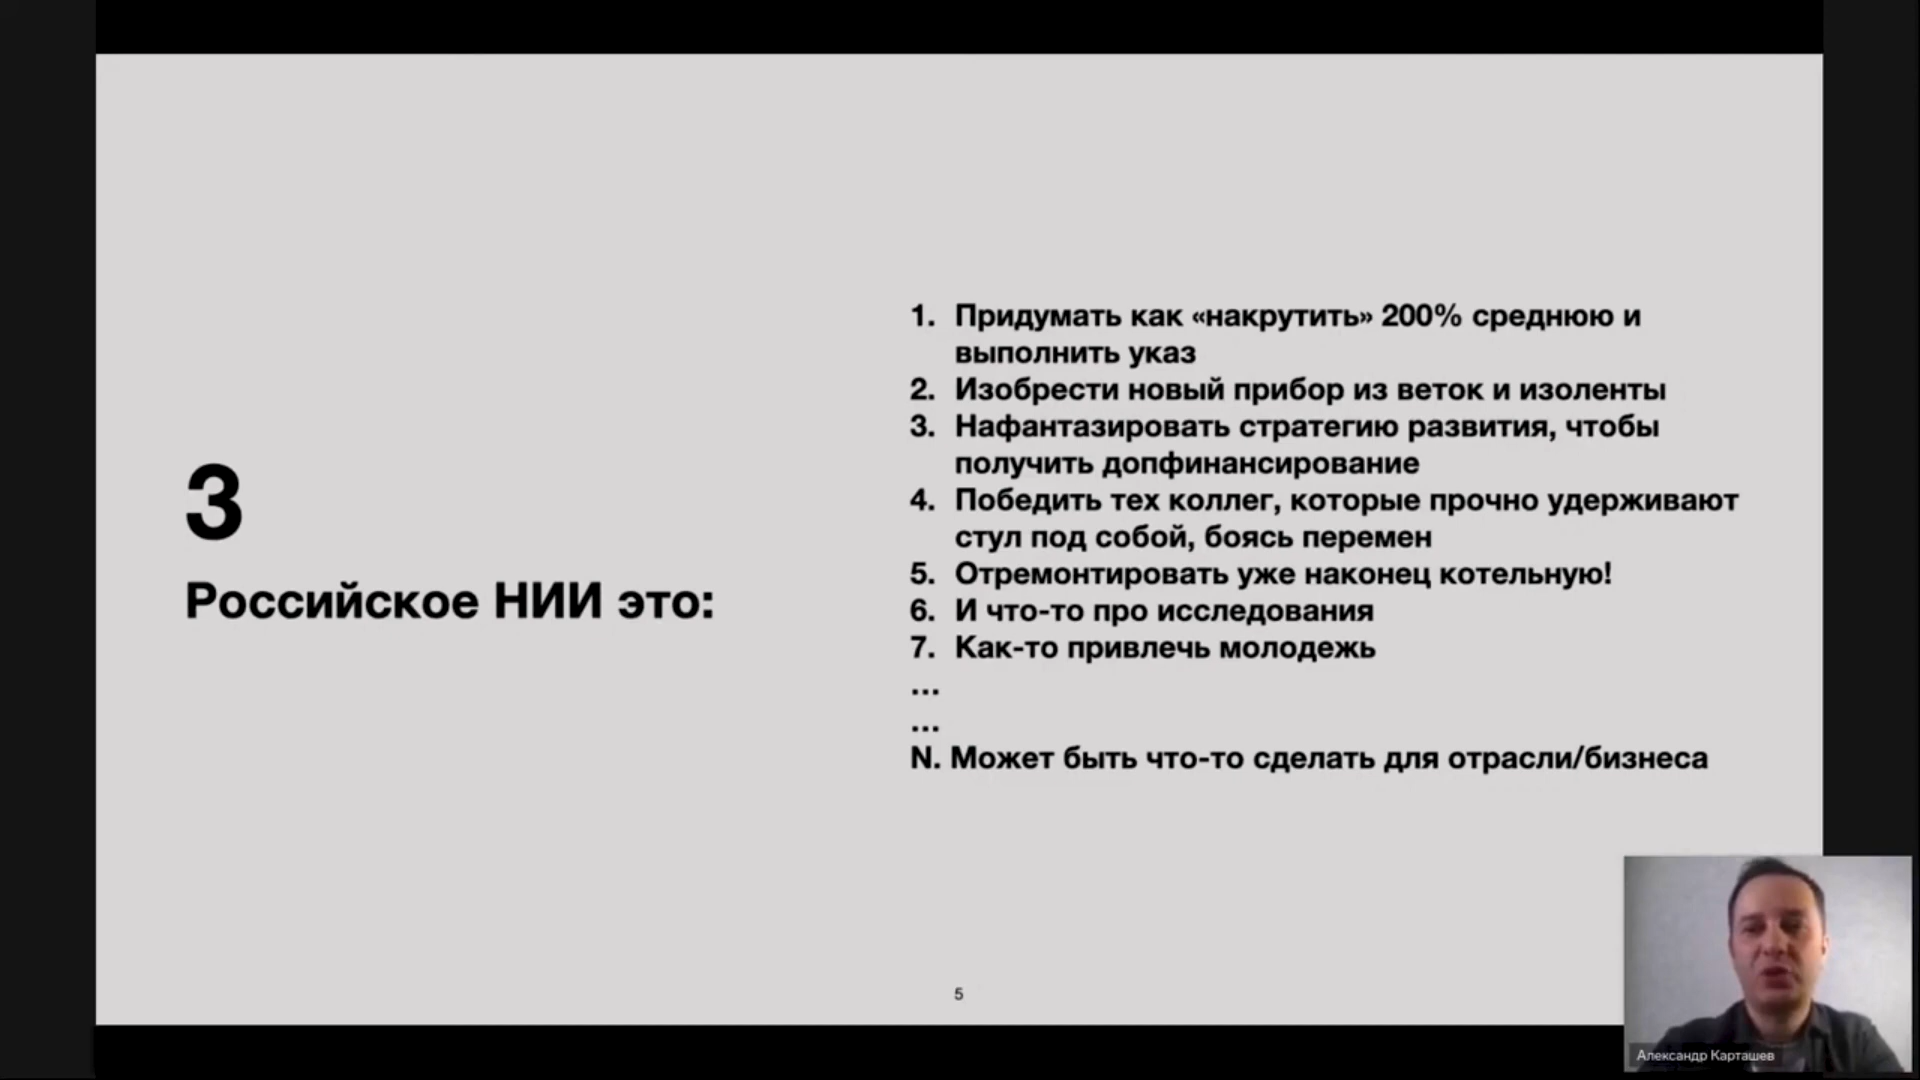 3
Российское НИИ это:
1. Придумать как «накрутить» 200% среднюю и
выполнить указ
2. Изобрести новый прибор из веток и изоленты
3. Нафантазировать стратегию развития, чтобы
получить допфинансирование
4. Победить тех коллег, которые прочно удерживают
стул под собой, боясь перемен
5. Отремонтировать уже наконец котельную!
6. И что-то про исследования
7. Как-то привлечь молодежь
...
...
N. Может быть что-то сделать для отрасли/бизнеса
5
Александр Карташев